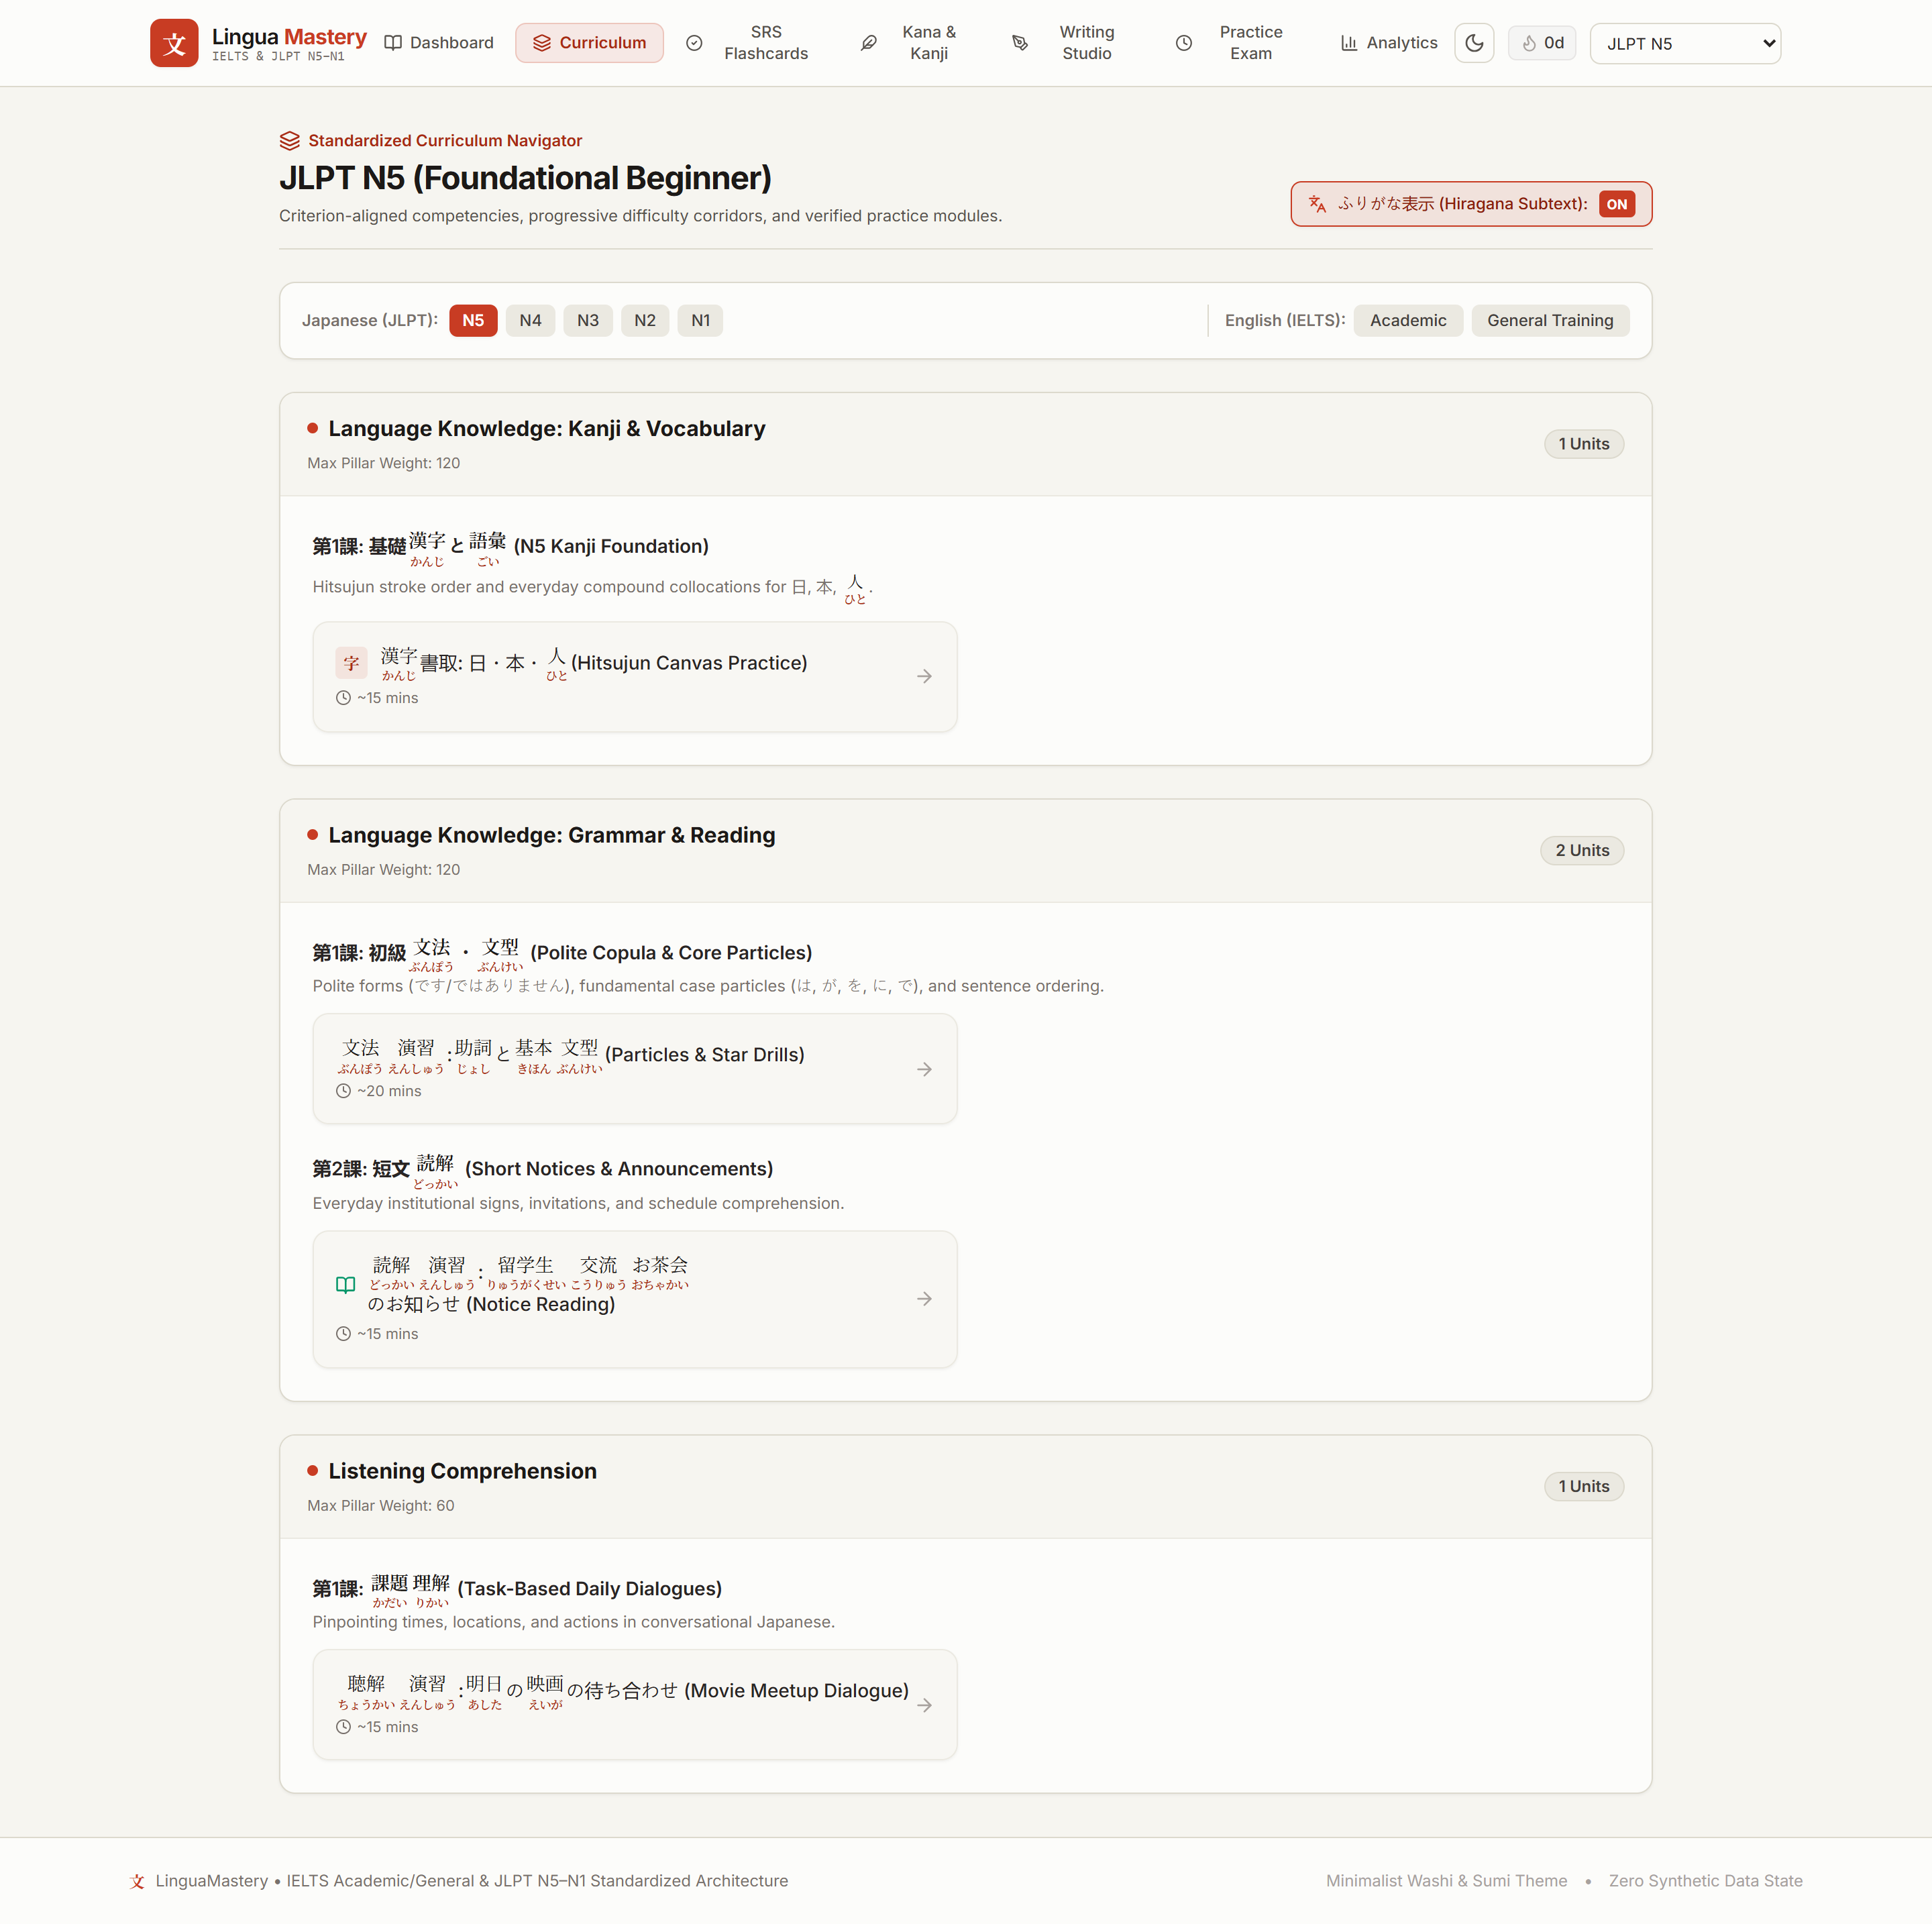 文 Lingua Mastery
IELTS & JLPT N5–N1
Dashboard
Curriculum
SRS
Flashcards
Kana &
Kanji
Writing
Studio
Practice
Exam
Analytics
0d
JLPT N5
Standardized Curriculum Navigator
JLPT N5 (Foundational Beginner)
Criterion-aligned competencies, progressive difficulty corridors, and verified practice modules.
ふりがな表示 (Hiragana Subtext): ON
Japanese (JLPT): N5 N4 N3 N2 N1
English (IELTS): Academic General Training
Language Knowledge: Kanji & Vocabulary
Max Pillar Weight: 120
1 Units
第1課: 基礎漢字と語彙 (N5 Kanji Foundation)
かんじ ごい
Hitsujun stroke order and everyday compound collocations for 日, 本, 人.
ひと
字 漢字書取: 日・本・人 (Hitsujun Canvas Practice)
かんじ ひと
~15 mins
Language Knowledge: Grammar & Reading
Max Pillar Weight: 120
2 Units
第1課: 初級文法・文型 (Polite Copula & Core Particles)
ぶんぽう ぶんけい
Polite forms (です/ではありません), fundamental case particles (は, が, を, に, で), and sentence ordering.
文法演習:助詞と基本文型 (Particles & Star Drills)
ぶんぽう えんしゅう じょし きほん ぶんけい
~20 mins
第2課: 短文読解 (Short Notices & Announcements)
どっかい
Everyday institutional signs, invitations, and schedule comprehension.
読解演習:留学生交流お茶会
どっかい えんしゅう りゅうがくせい こうりゅう おちゃかい
のお知らせ (Notice Reading)
~15 mins
Listening Comprehension
Max Pillar Weight: 60
1 Units
第1課: 課題理解 (Task-Based Daily Dialogues)
かだい りかい
Pinpointing times, locations, and actions in conversational Japanese.
聴解演習:明日の映画の待ち合わせ (Movie Meetup Dialogue)
ちょうかい えんしゅう あした えいが
~15 mins
文 LinguaMastery • IELTS Academic/General & JLPT N5–N1 Standardized Architecture
Minimalist Washi & Sumi Theme • Zero Synthetic Data State